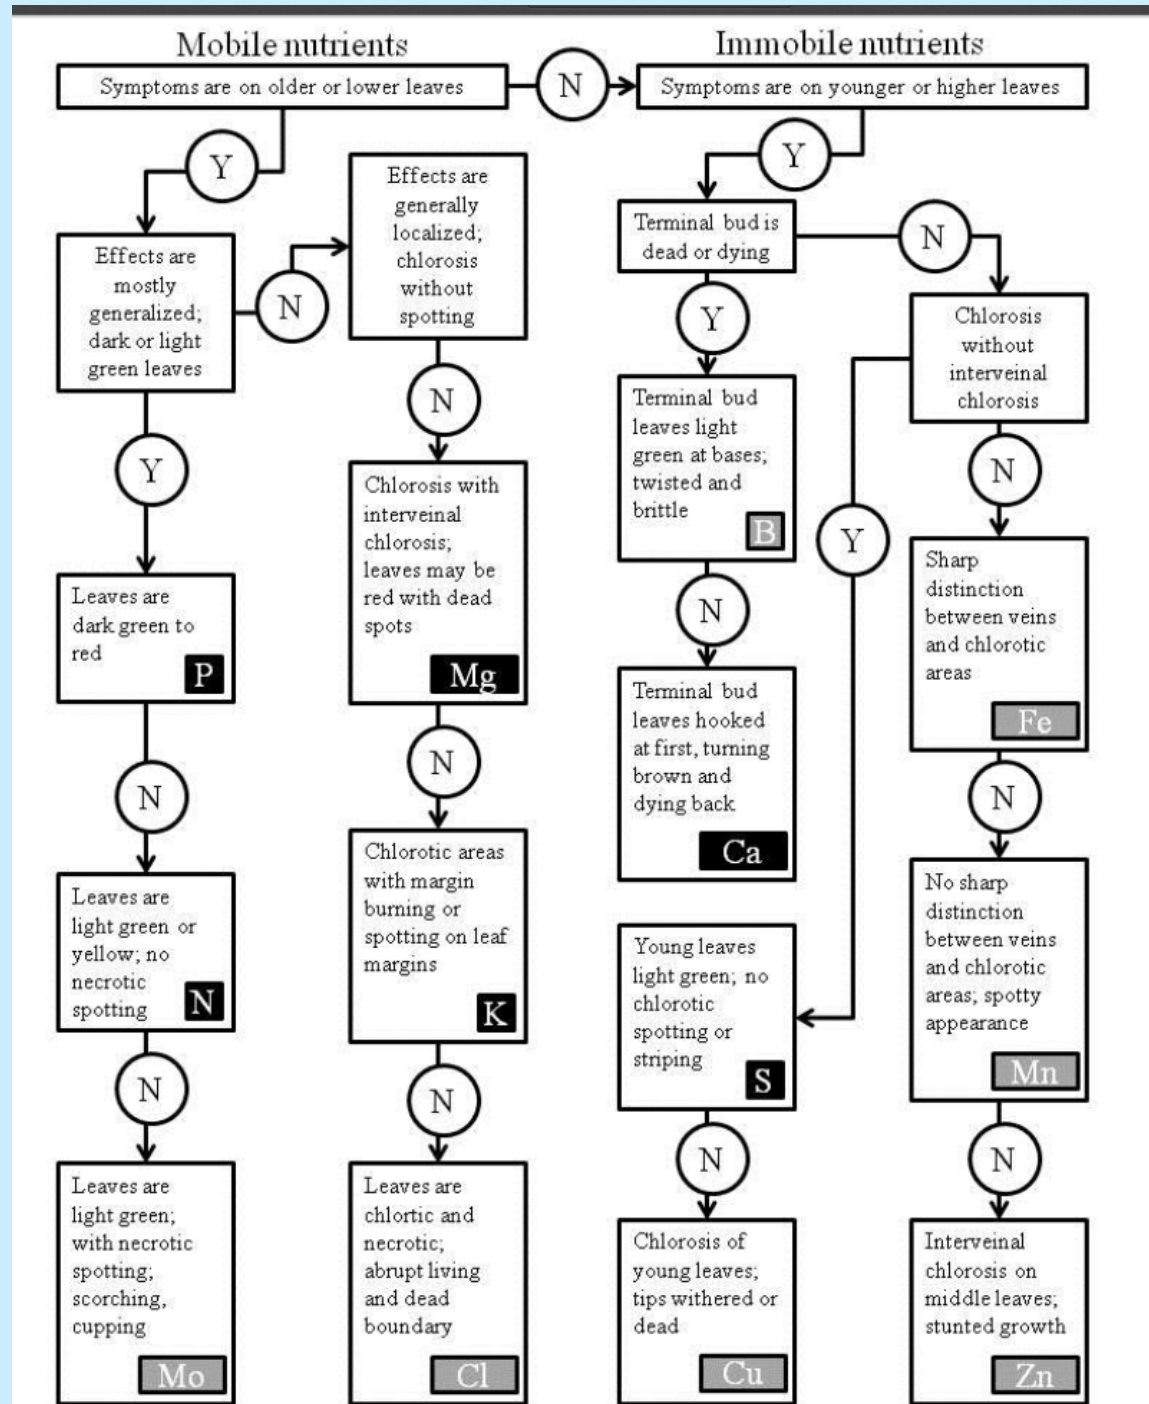 Mobile nutrients
Immobile nutrients
Symptoms are on older or lower leaves
N
Symptoms are on younger or higher leaves
Y
Effects are
mostly
generalized;
dark or light
green leaves
N
Effects are
generally
localized;
chlorosis
without
spotting
Y
Leaves are
dark green to
red
P
N
Leaves are
light green or
yellow; no
necrotic
spotting
N
N
Leaves are
light green;
with necrotic
spotting;
scorching,
cupping
Mo
N
Chlorosis with
interveinal
chlorosis;
leaves may be
red with dead
spots
Mg
N
Chlorotic areas
with margin
burning or
spotting on leaf
margins
K
N
Leaves are
chlortic and
necrotic;
abrupt living
and dead
boundary
Cl
Y
Terminal bud is
dead or dying
N
Y
Terminal bud
leaves light
green at bases;
twisted and
brittle
B
N
Terminal bud
leaves hooked
at first, turning
brown and
dying back
Ca
Chlorosis
without
interveinal
chlorosis
Y
Young leaves
light green; no
chlorotic
spotting or
striping
S
N
Chlorosis of
young leaves;
tips withered or
dead
Cu
N
Sharp
distinction
between veins
and chlorotic
areas
Fe
N
No sharp
distinction
between veins
and chlorotic
areas; spotty
appearance
Mn
N
Interveinal
chlorosis on
middle leaves;
stunted growth
Zn